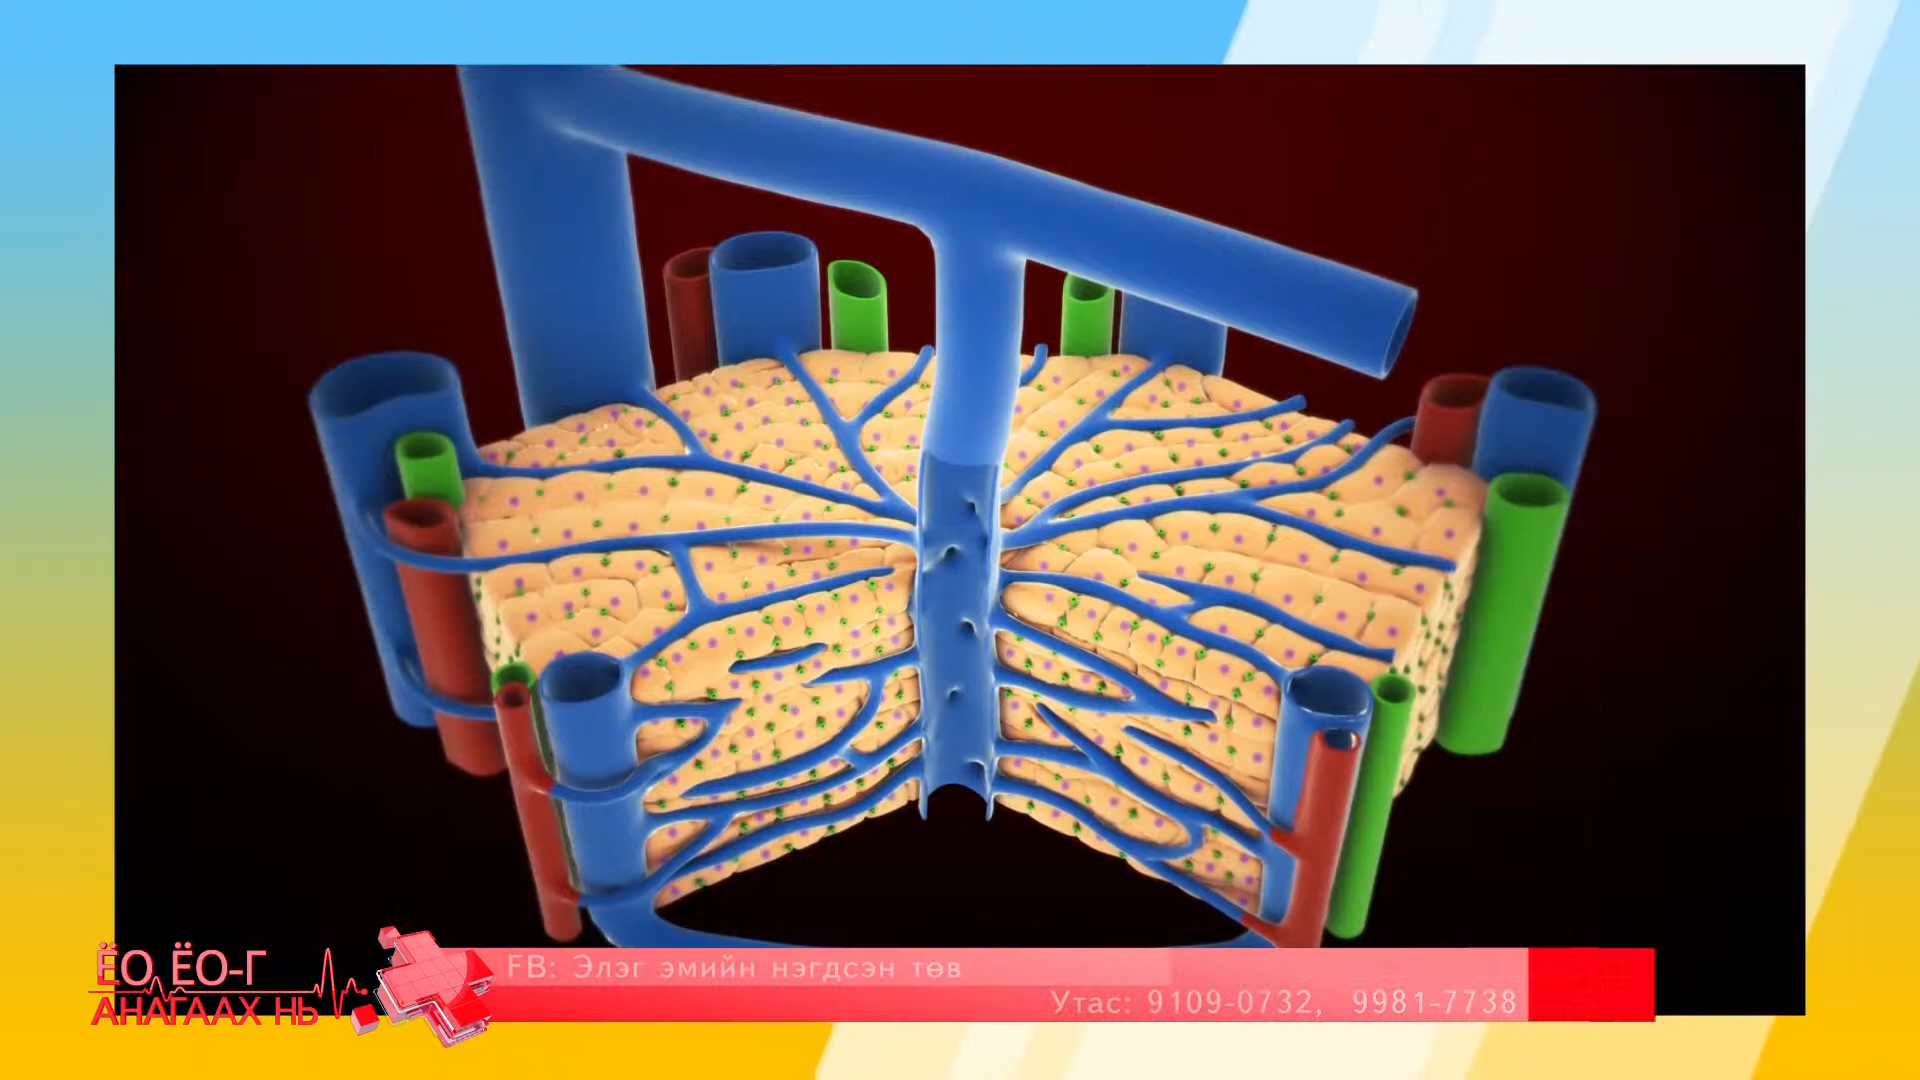 ЁО, ЁО-Г
АНАГААХ НЬ
FB: Элэг эмийн нэгдсэн төв
Утас: 9109-0732, 9981-7738